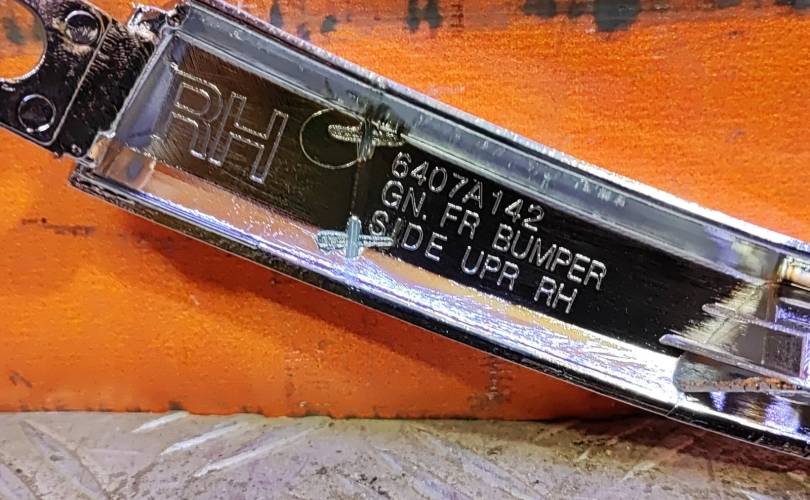 RH
6407A142
GN. FR BUMPER
SIDE UPR RH